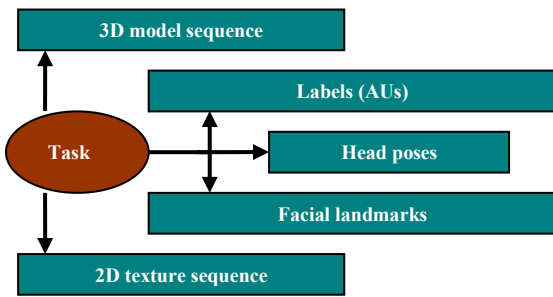 3D model sequence
Labels (AUs)
Task
Head poses
Facial landmarks
2D texture sequence